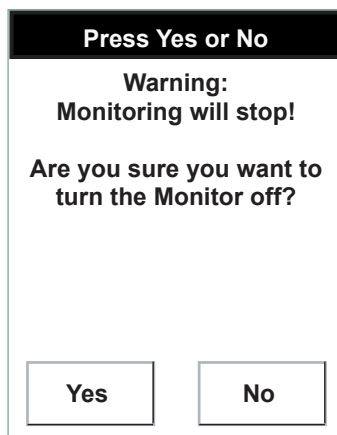 Press Yes or No
Warning:
Monitoring will stop!
Are you sure you want to
turn the Monitor off?
Yes
No